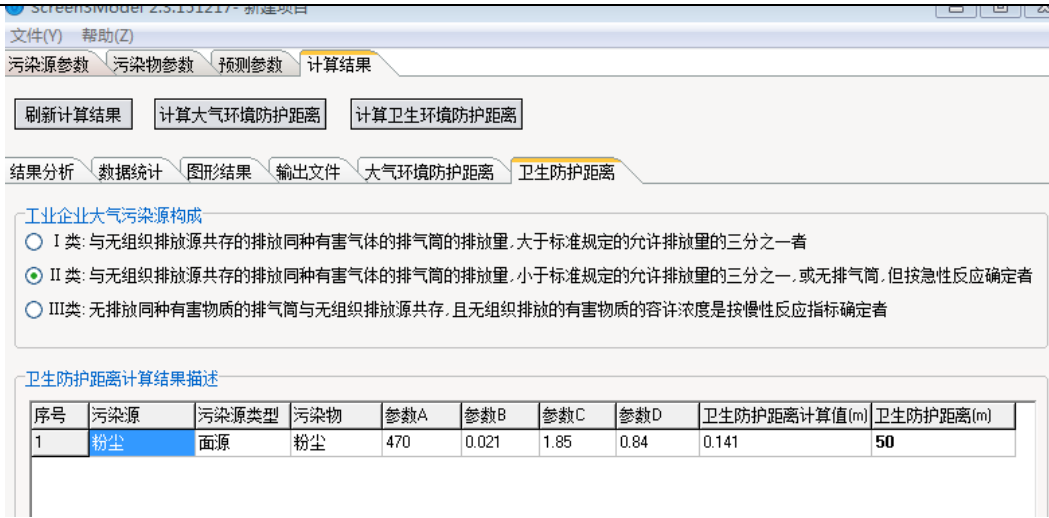 Screen3Model 2.3.151217- 新建项目
文件(Y) 帮助(Z)
污染源参数 污染物参数 预测参数 计算结果
刷新计算结果 计算大气环境防护距离 计算卫生环境防护距离
结果分析 数据统计 图形结果 输出文件 大气环境防护距离 卫生防护距离
工业企业大气污染源构成
I 类: 与无组织排放源共存的排放同种有害气体的排气筒的排放量,大于标准规定的允许排放量的三分之一者
II 类: 与无组织排放源共存的排放同种有害气体的排气筒的排放量,小于标准规定的允许排放量的三分之一,或无排气筒,但按急性反应确定者
III类: 无排放同种有害物质的排气筒与无组织排放源共存,且无组织排放的有害物质的容许浓度是按慢性反应指标确定者
卫生防护距离计算结果描述
序号 污染源 污染源类型 污染物 参数A 参数B 参数C 参数D 卫生防护距离计算值(m) 卫生防护距离(m)
1 粉尘 面源 粉尘 470 0.021 1.85 0.84 0.141 50